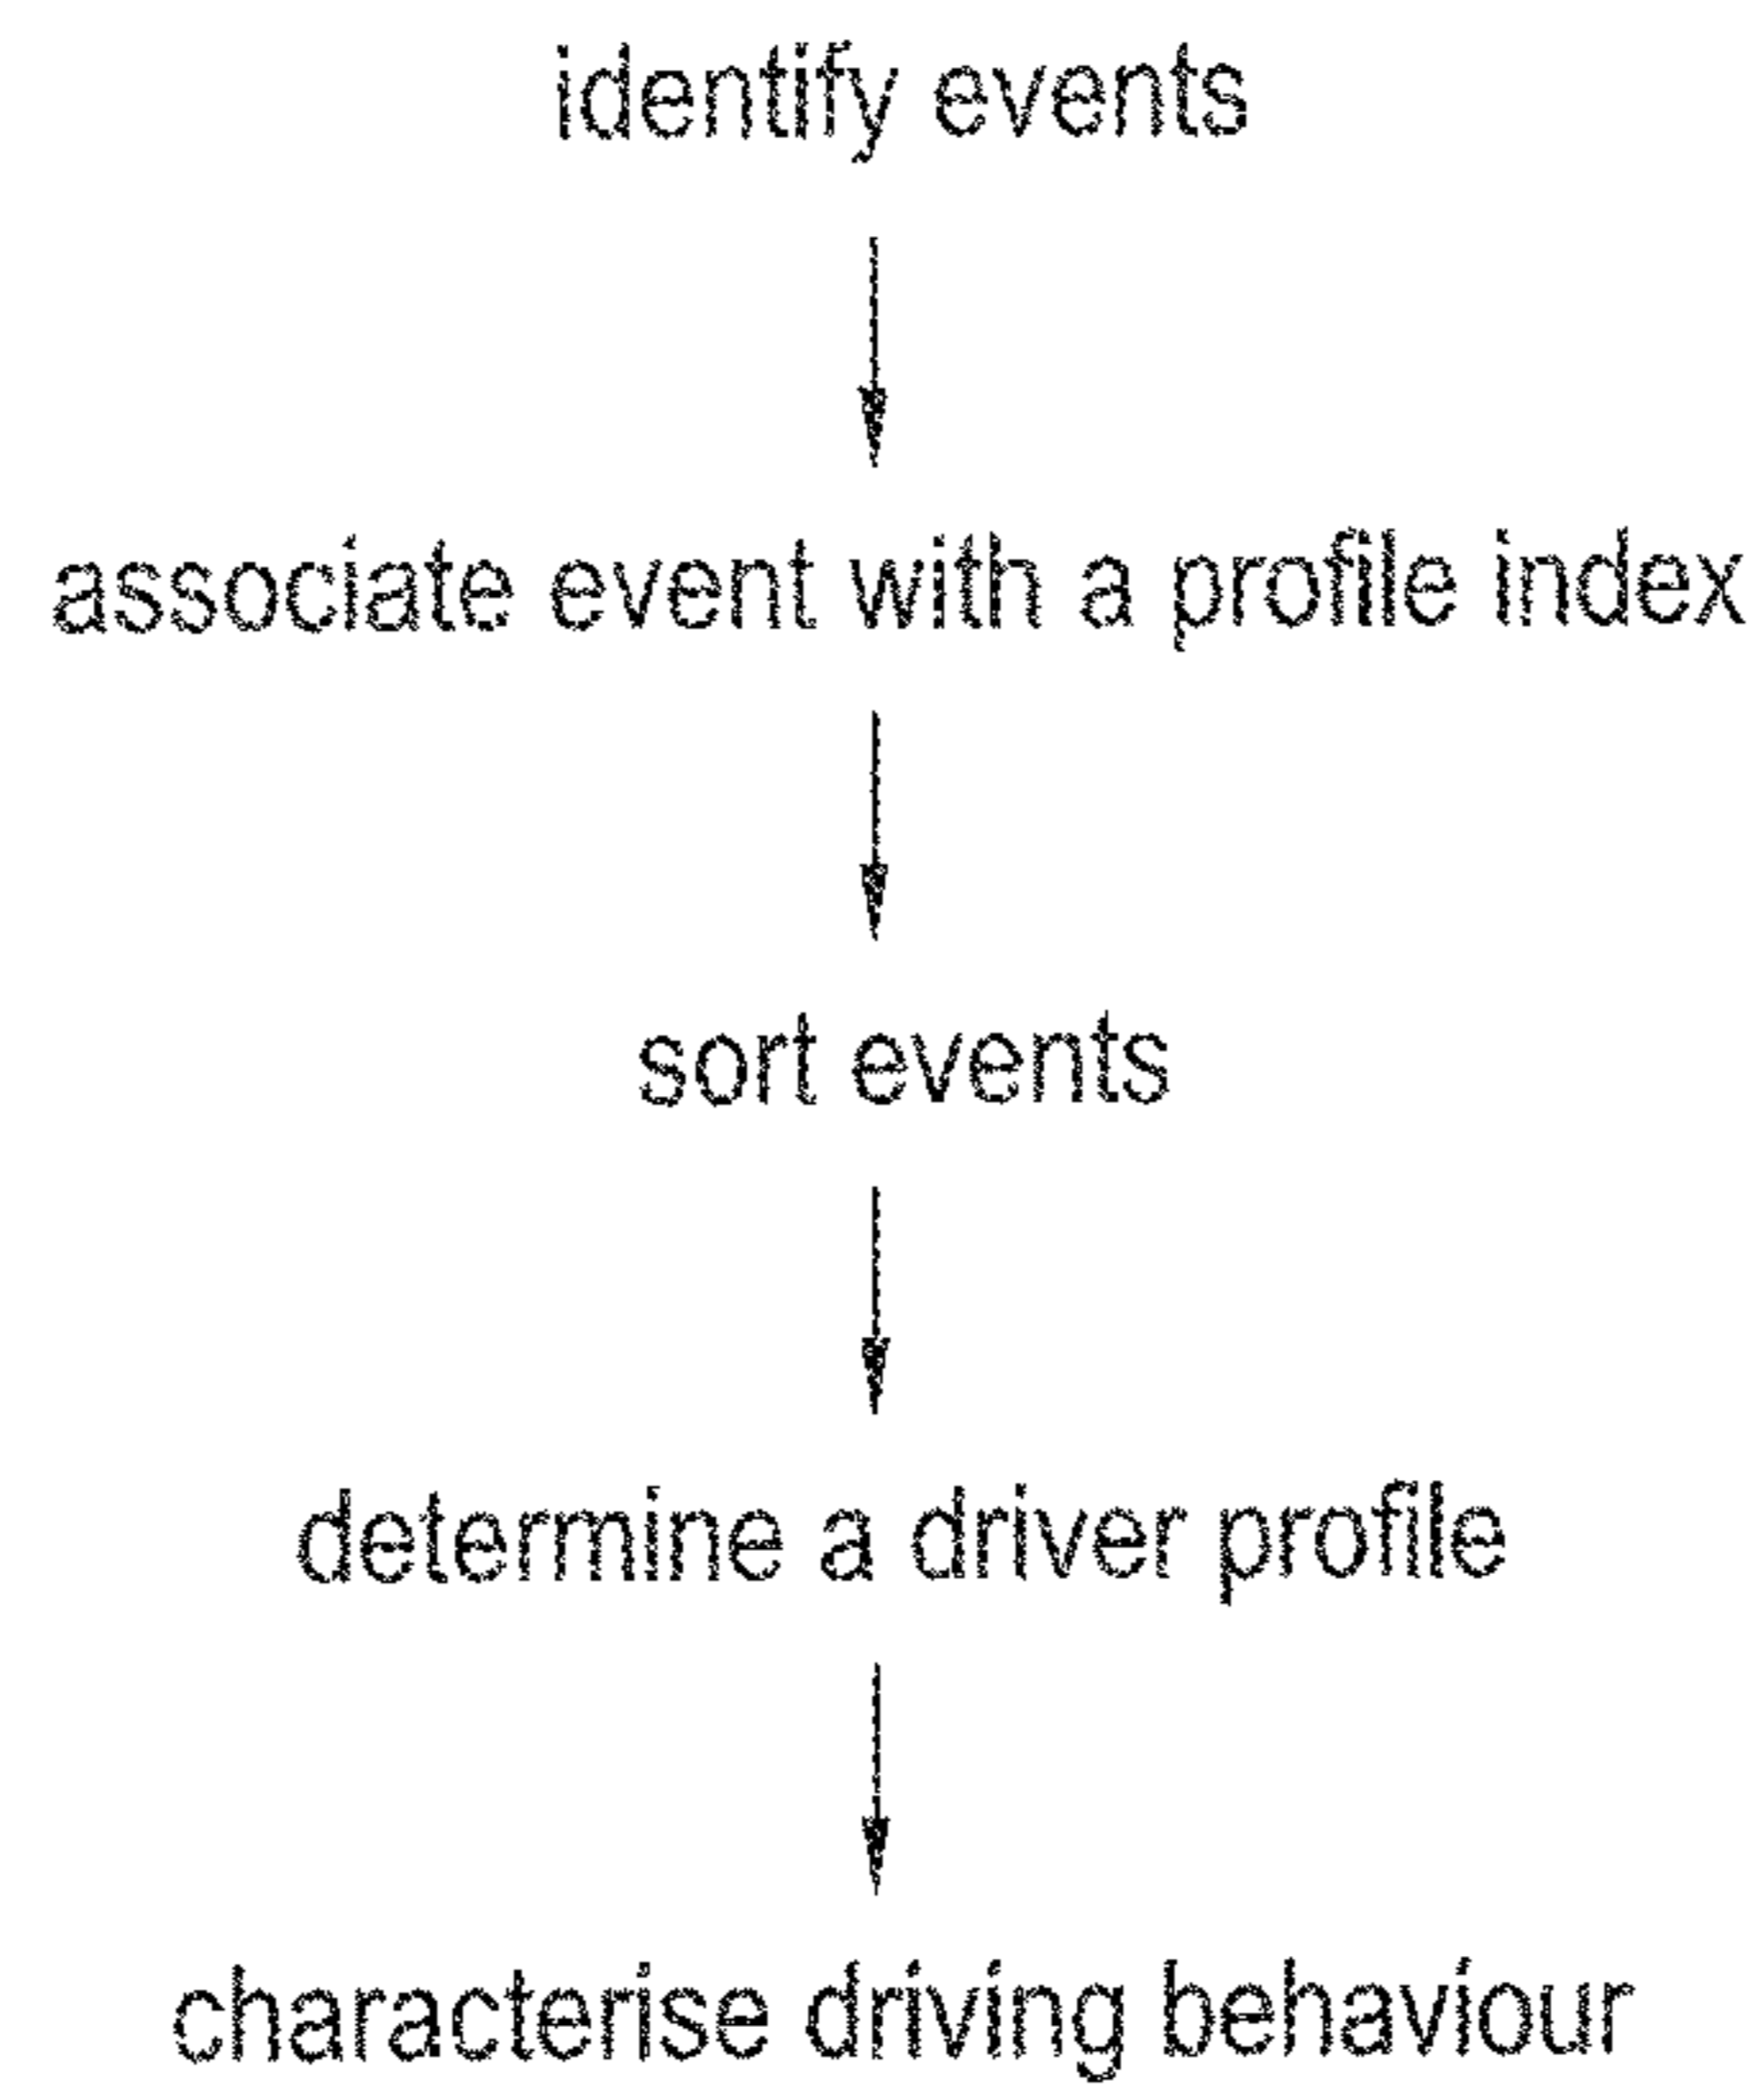 identify events
associate event with a profile index
sort events
determine a driver profile
characterise driving behaviour